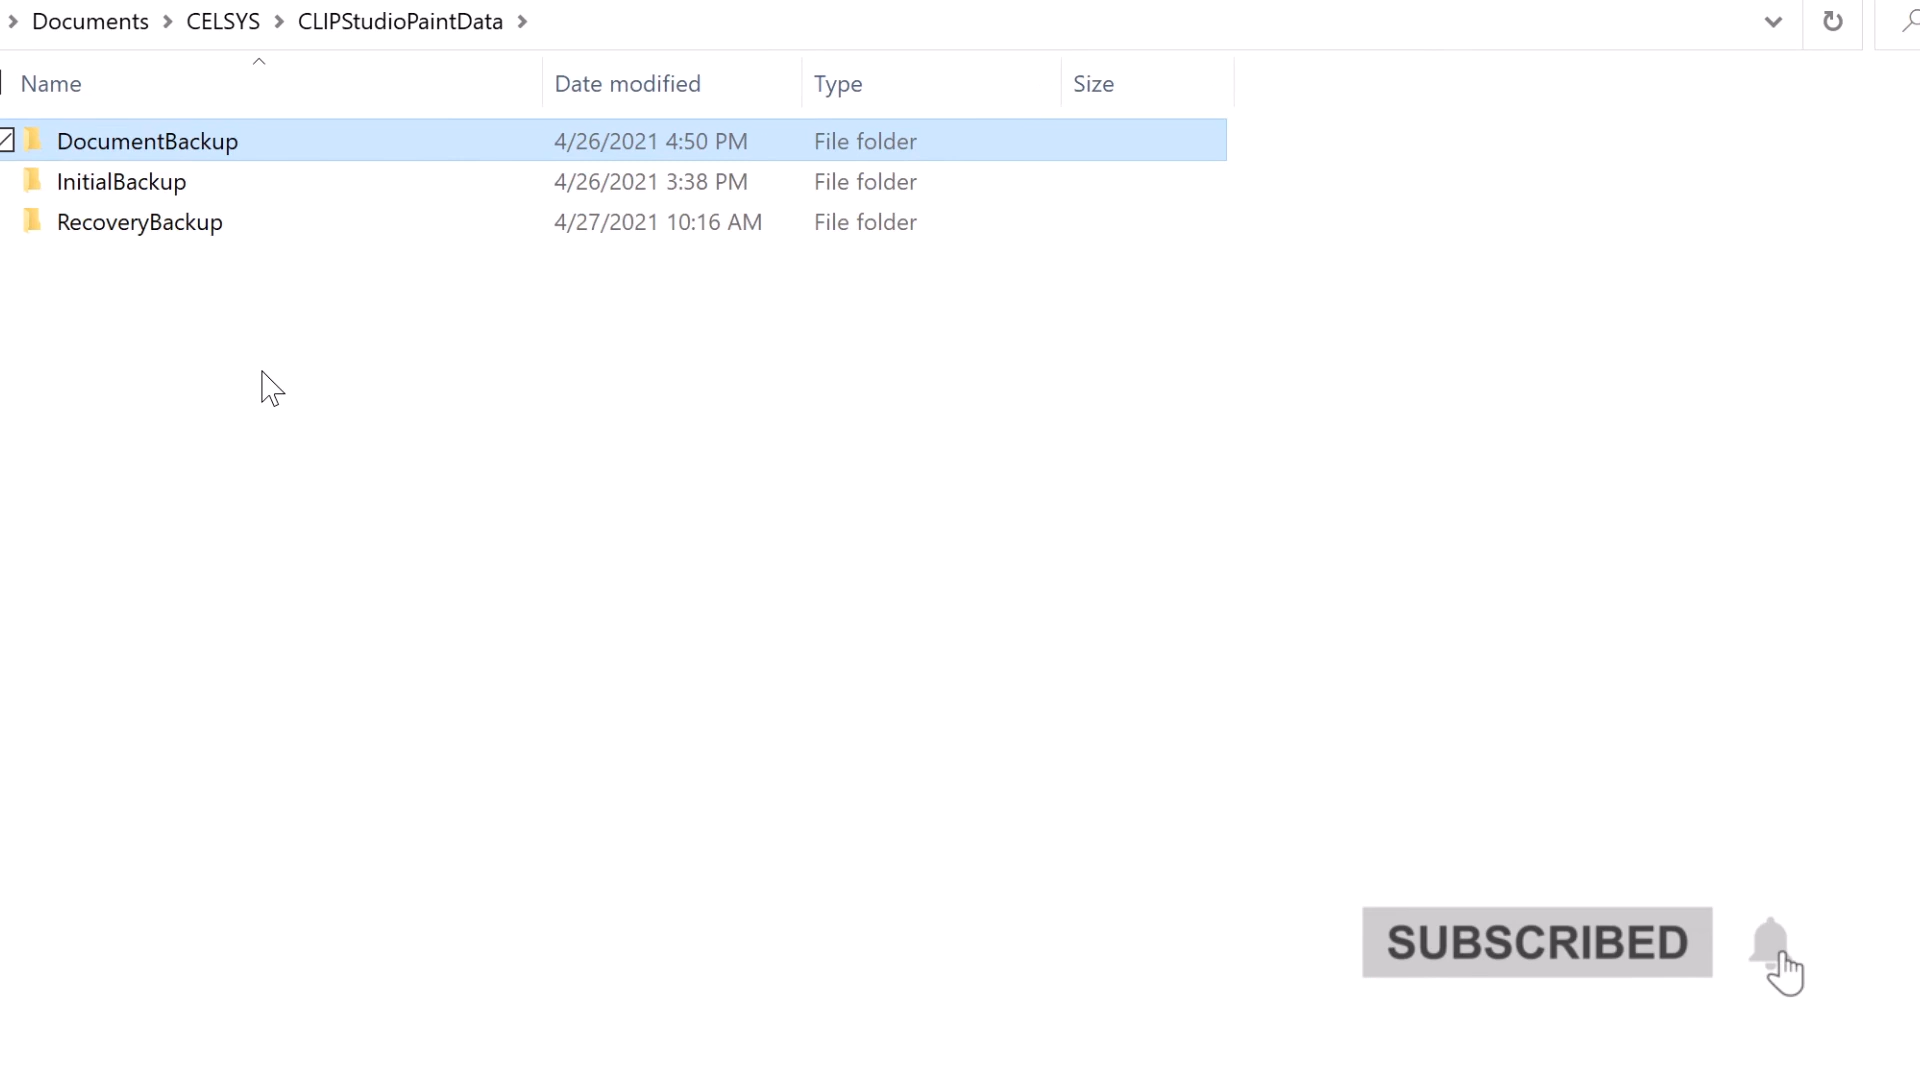 Documents CELSYS CLIPStudioPaintData
Name Date modified Type Size
DocumentBackup 4/26/2021 4:50 PM File folder
InitialBackup 4/26/2021 3:38 PM File folder
RecoveryBackup 4/27/2021 10:16 AM File folder
SUBSCRIBED